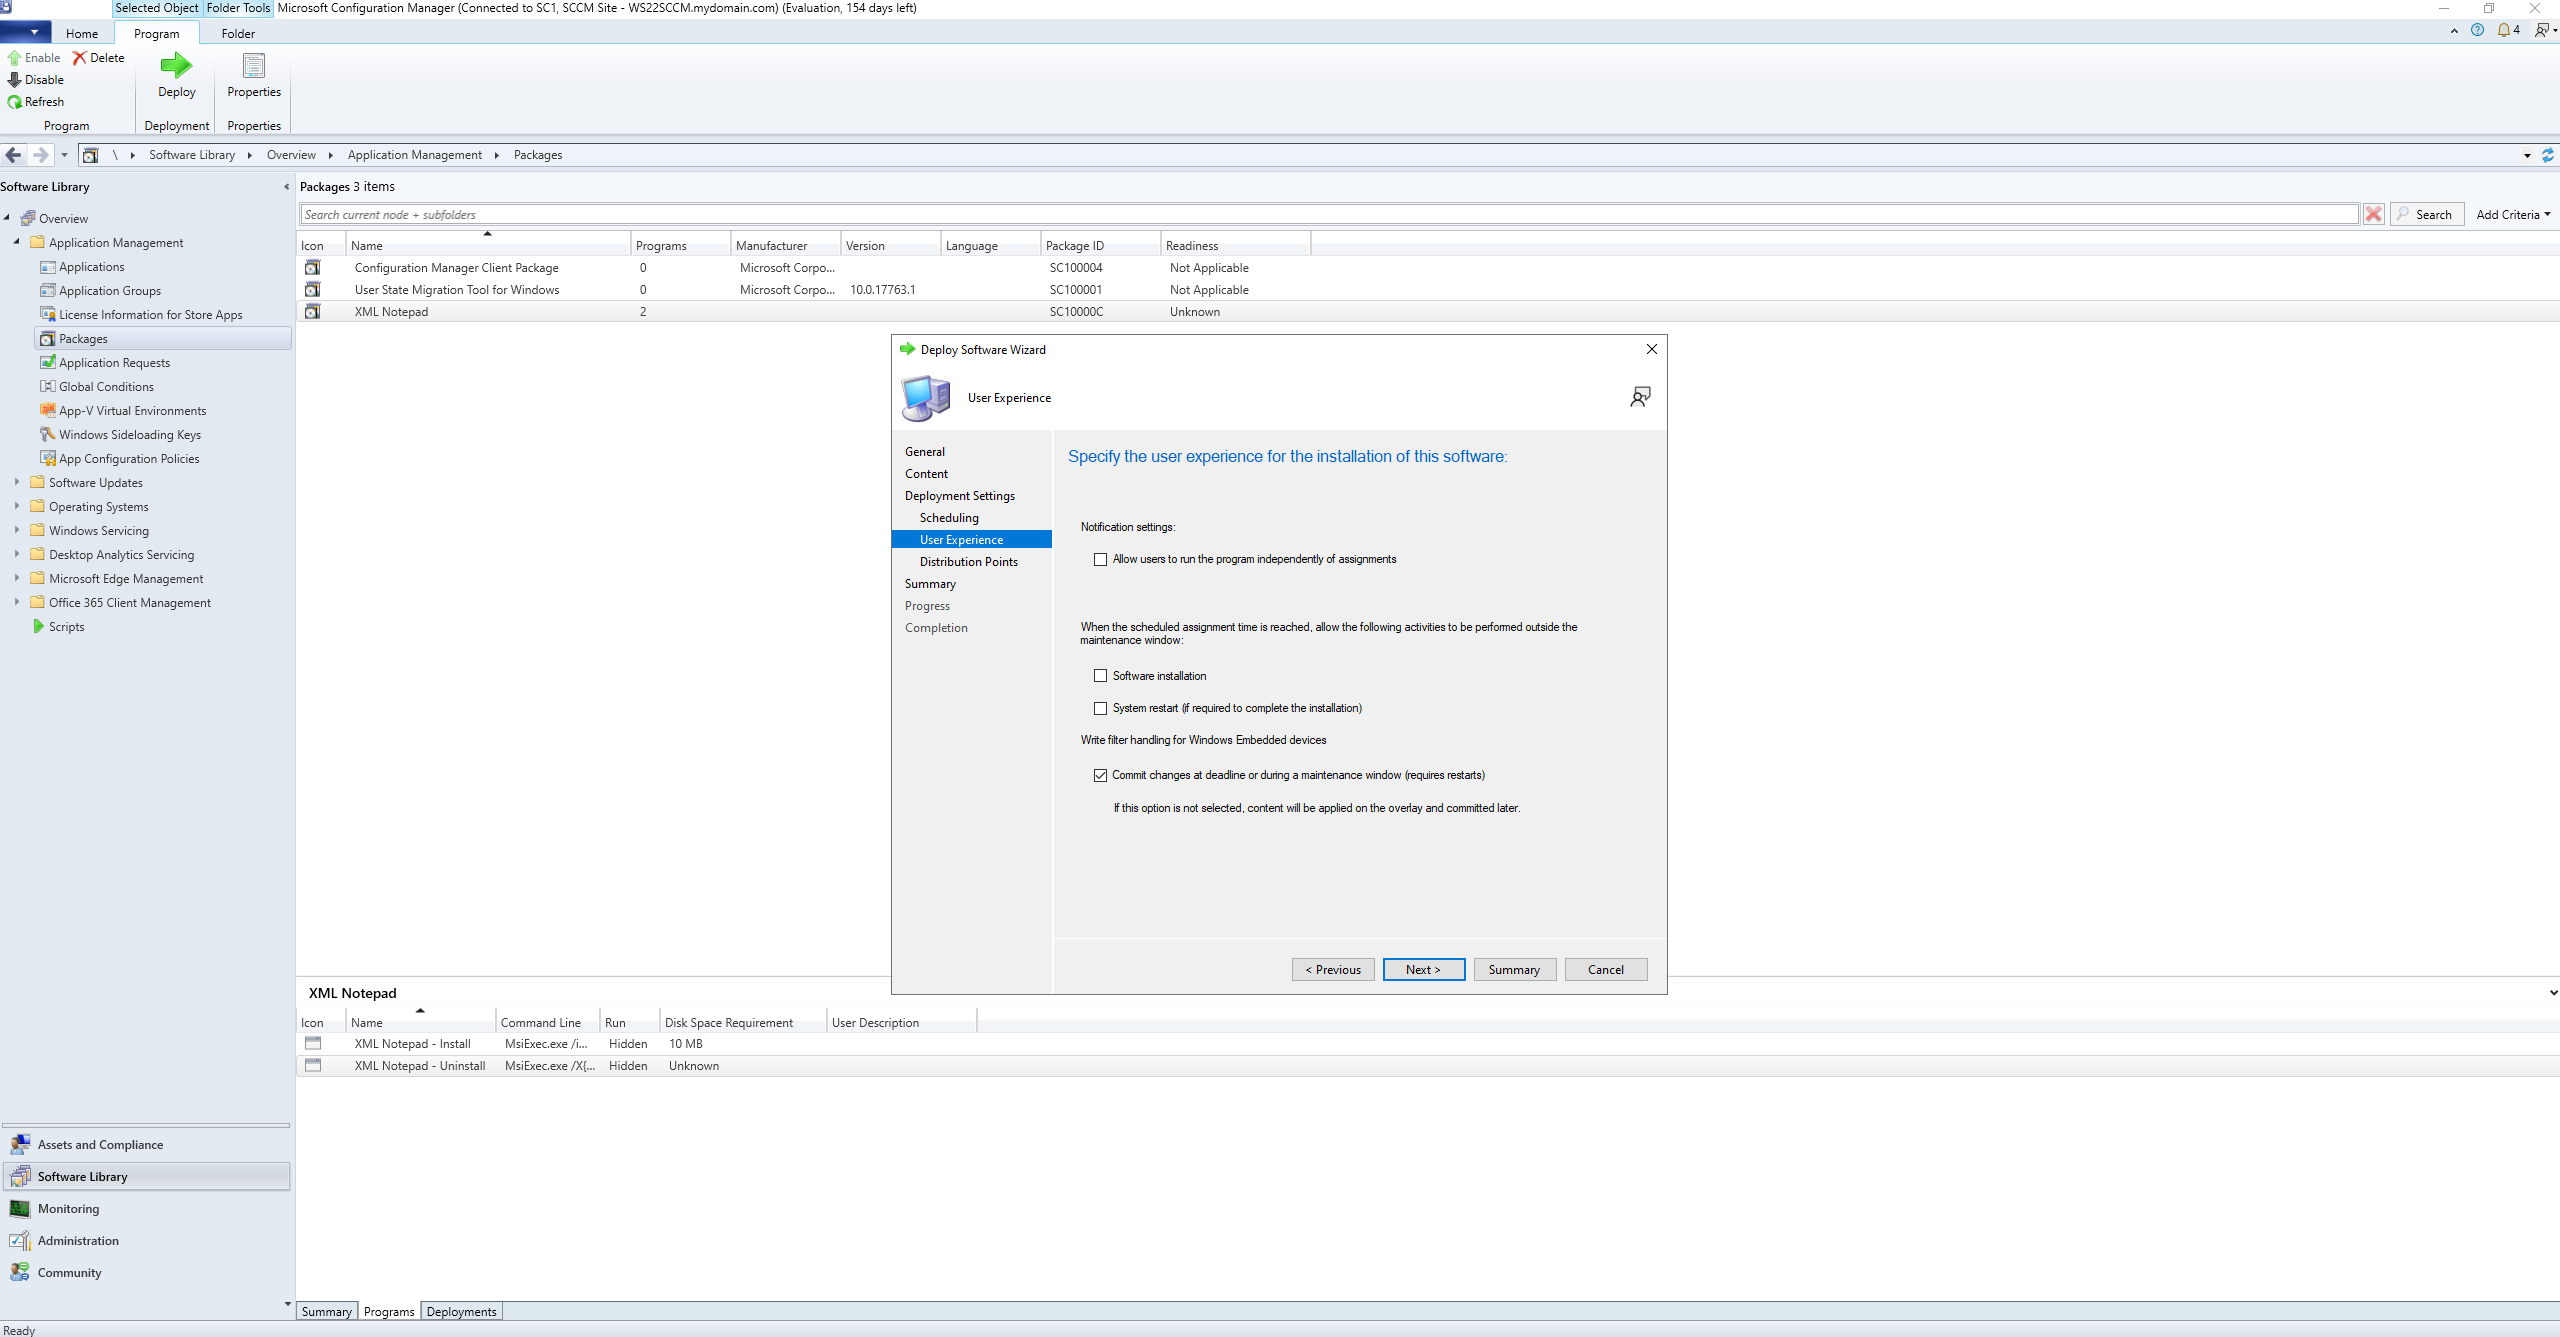 Selected Object Folder Tools Microsoft Configuration Manager (Connected to SC1, SCCM Site - WS22SCCM.mydomain.com) (Evaluation, 154 days left)
Home Program Folder
4
Enable Delete
Disable
Refresh
Deploy Properties
Program Deployment Properties
\ Software Library Overview Application Management Packages
Software Library
Overview
Application Management
Applications
Application Groups
License Information for Store Apps
Packages
Application Requests
Global Conditions
App-V Virtual Environments
Windows Sideloading Keys
App Configuration Policies
Software Updates
Operating Systems
Windows Servicing
Desktop Analytics Servicing
Microsoft Edge Management
Office 365 Client Management
Scripts
Assets and Compliance
Software Library
Monitoring
Administration
Community
Packages 3 items
Search current node + subfolders Search Add Criteria
Icon Name Programs Manufacturer Version Language Package ID Readiness
Configuration Manager Client Package 0 Microsoft Corpo... SC100004 Not Applicable
User State Migration Tool for Windows 0 Microsoft Corpo... 10.0.17763.1 SC100001 Not Applicable
XML Notepad 2 SC10000C Unknown
Deploy Software Wizard
User Experience
General
Content
Deployment Settings
Scheduling
User Experience
Distribution Points
Summary
Progress
Completion
Specify the user experience for the installation of this software:
Notification settings:
Allow users to run the program independently of assignments
When the scheduled assignment time is reached, allow the following activities to be performed outside the
maintenance window:
Software installation
System restart (if required to complete the installation)
Write filter handling for Windows Embedded devices
Commit changes at deadline or during a maintenance window (requires restarts)
If this option is not selected, content will be applied on the overlay and committed later.
< Previous Next > Summary Cancel
XML Notepad
Icon Name Command Line Run Disk Space Requirement User Description
XML Notepad - Install MsiExec.exe /i... Hidden 10 MB
XML Notepad - Uninstall MsiExec.exe /X{... Hidden Unknown
Summary Programs Deployments
Ready